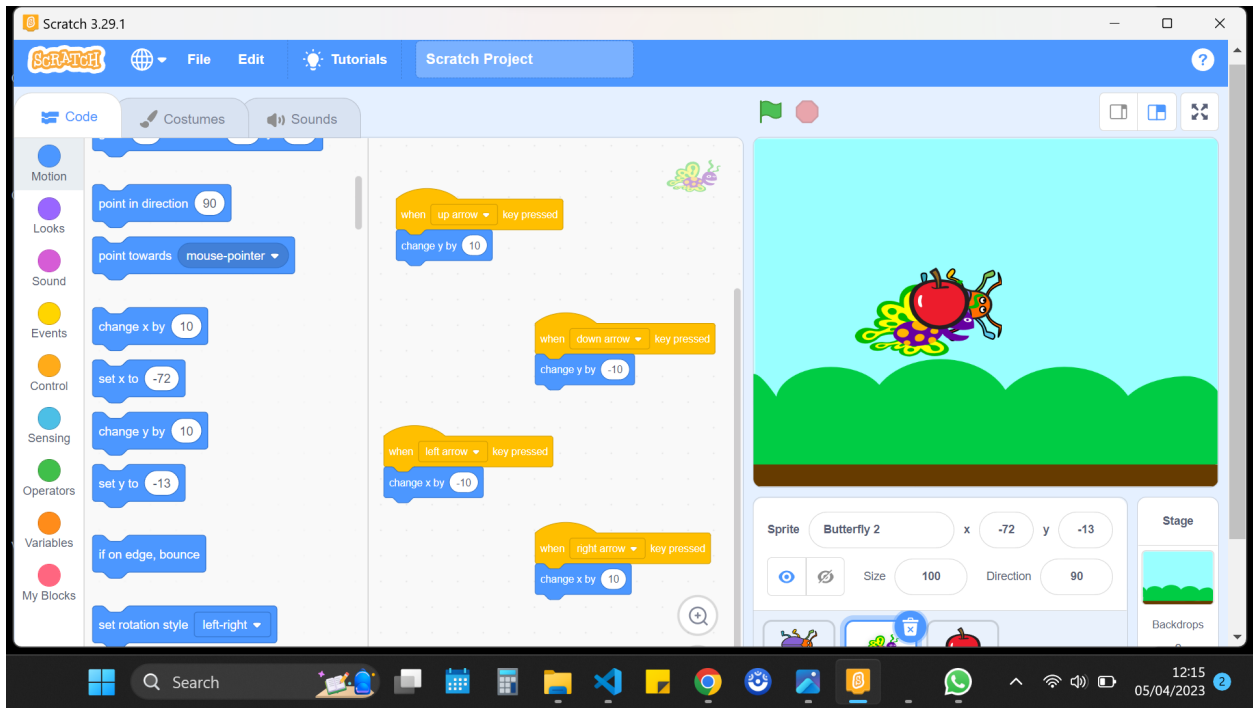 Scratch 3.29.1
SCRATCH
File
Edit
Tutorials
Scratch Project
?
Code
Costumes
Sounds
Motion
Looks
Sound
Events
Control
Sensing
Operators
Variables
My Blocks
point in direction 90
point towards mouse-pointer
change x by 10
set x to -72
change y by 10
set y to -13
if on edge, bounce
set rotation style left-right
when up arrow key pressed
change y by 10
when down arrow key pressed
change y by -10
when left arrow key pressed
change x by -10
when right arrow key pressed
change x by 10
Sprite Butterfly 2 x -72 y -13
Size 100 Direction 90
Stage
Backdrops
Search
12:15
05/04/2023
2